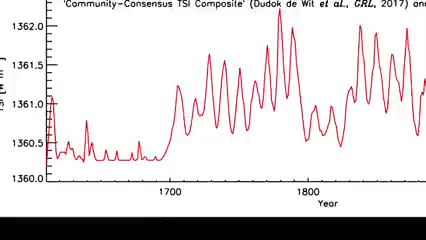 'Community-Consensus TSI Composite' (Dudok de Wit et al., GRL, 2017) and
1362.0
1361.5
1361.0
1360.5
1360.0
TSI [W m
1700
1800
Year